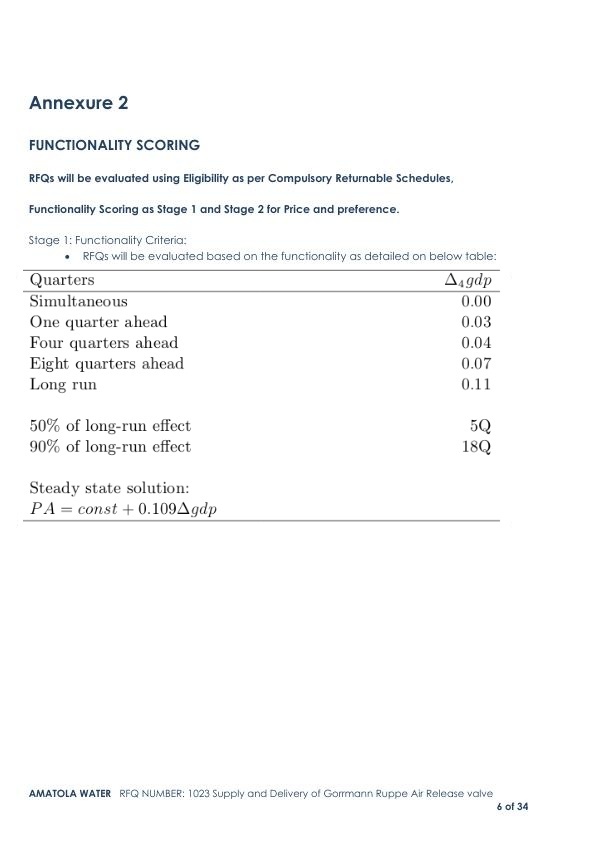 Annexure 2
FUNCTIONALITY SCORING
RFQs will be evaluated using Eligibility as per Compulsory Returnable Schedules,
Functionality Scoring as Stage 1 and Stage 2 for Price and preference.
Stage 1: Functionality Criteria:
• RFQs will be evaluated based on the functionality as detailed on below table:
Quarters Δ₄gdp
Simultaneous 0.00
One quarter ahead 0.03
Four quarters ahead 0.04
Eight quarters ahead 0.07
Long run 0.11
50% of long-run effect 5Q
90% of long-run effect 18Q
Steady state solution:
PA = const + 0.109Δgdp
AMATOLA WATER RFQ NUMBER: 1023 Supply and Delivery of Gorrmann Ruppe Air Release valve
6 of 34